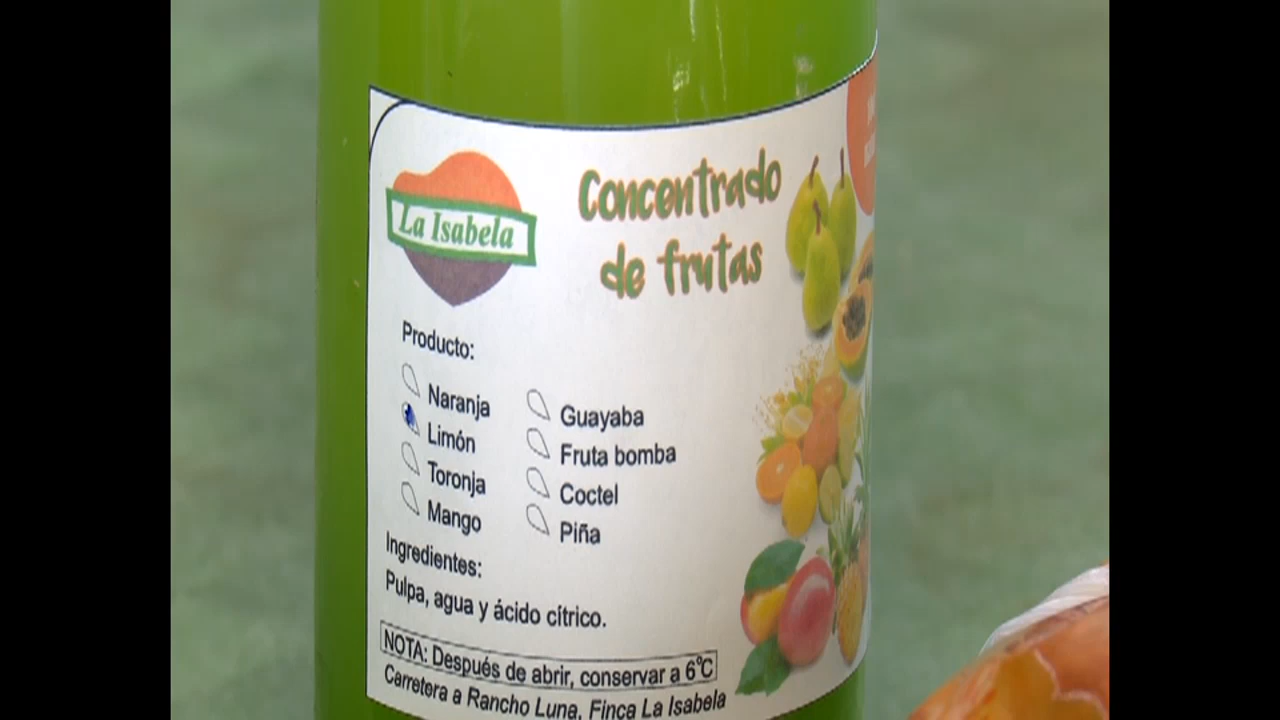 La Isabela
Concentrado
de frutas
Producto:
Naranja
Limón
Toronja
Mango
Guayaba
Fruta bomba
Coctel
Piña
Ingredientes:
Pulpa, agua y ácido cítrico.
NOTA: Después de abrir, conservar a 6°C
Carretera a Rancho Luna, Finca La Isabela